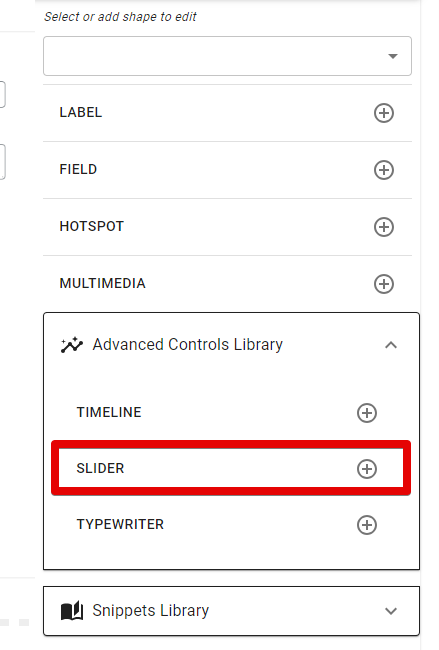 Select or add shape to edit
LABEL
FIELD
HOTSPOT
MULTIMEDIA
Advanced Controls Library
TIMELINE
SLIDER
TYPEWRITER
Snippets Library